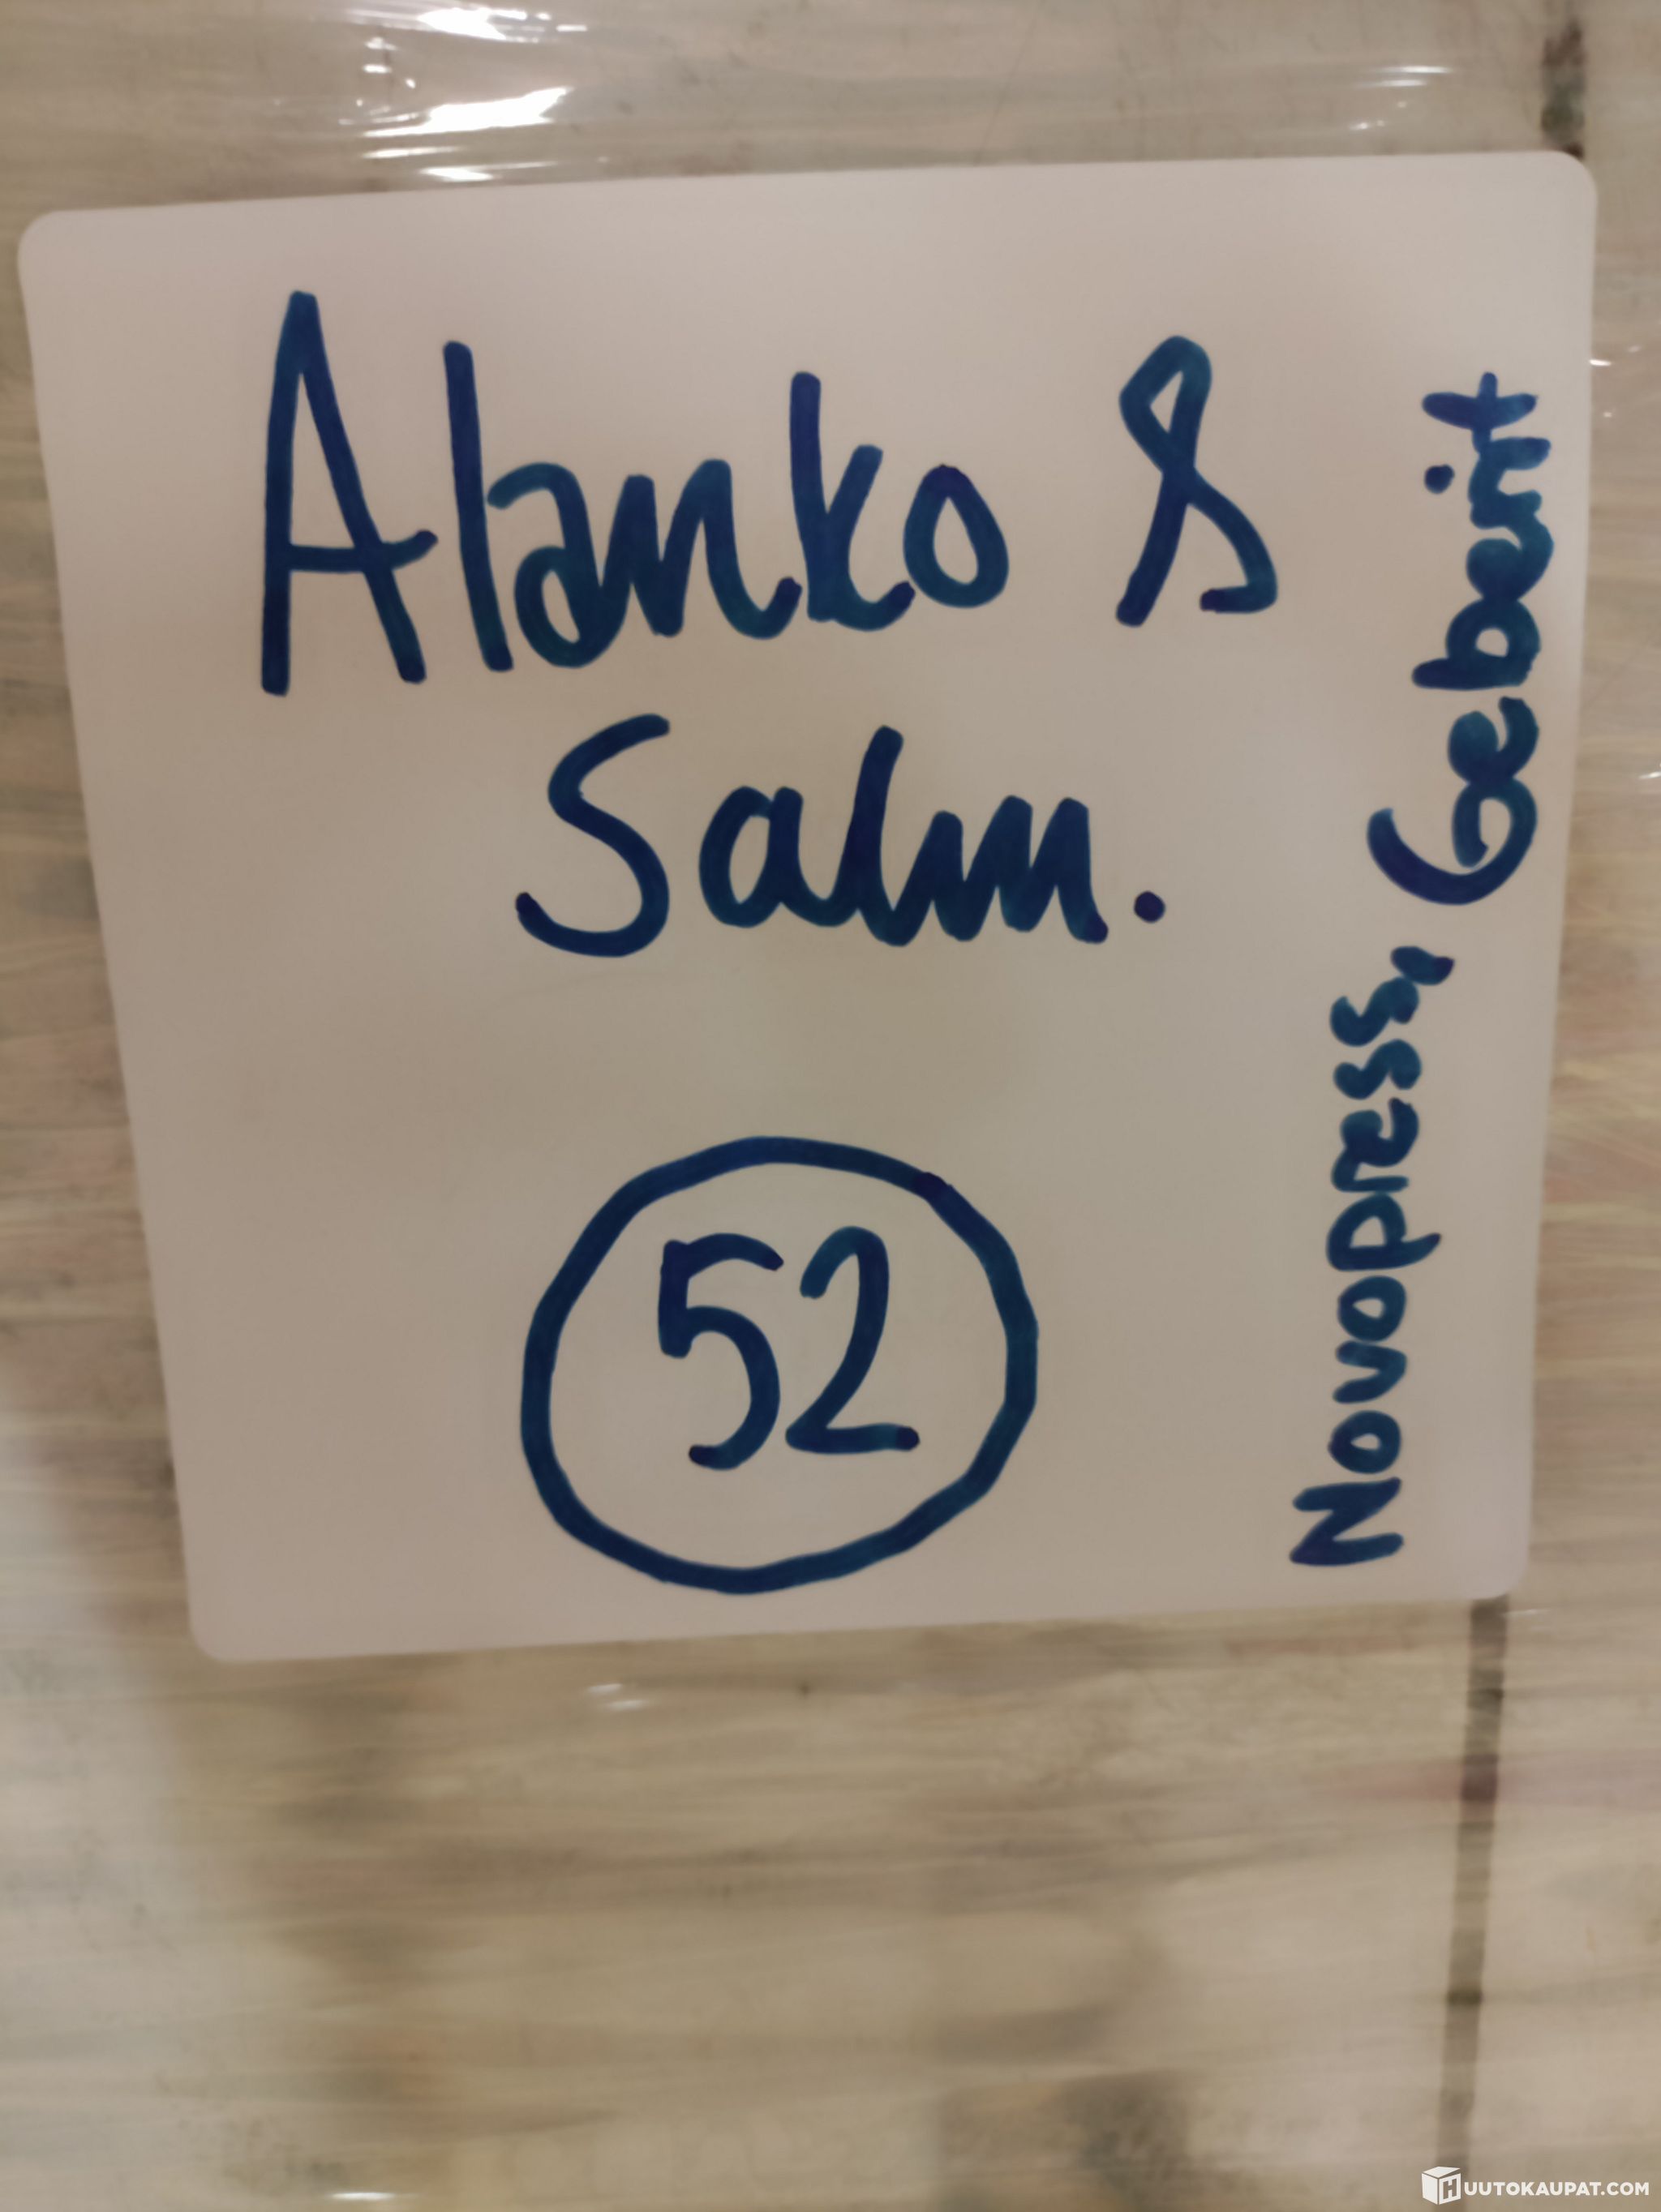 Alanko &
Salm.
52
Novopress,
Geberit
HUUTOKAUPAT.COM